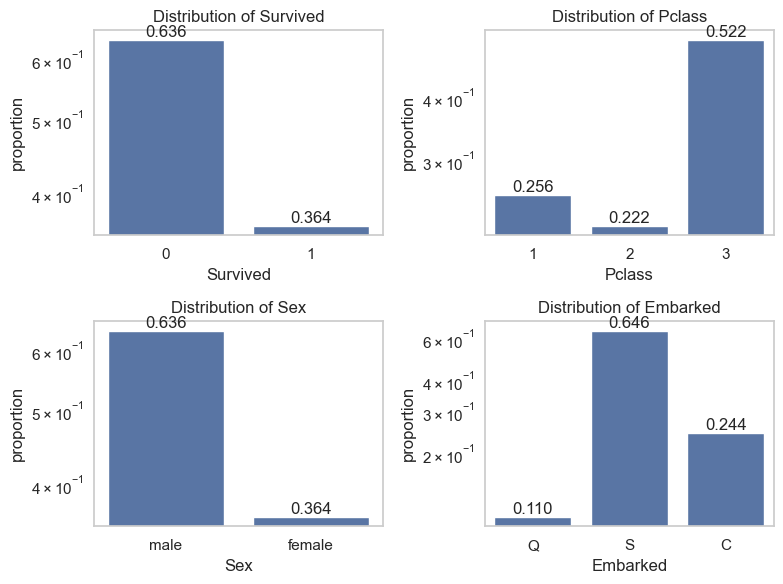 Distribution of Survived
0.636
6 × 10⁻¹
5 × 10⁻¹
4 × 10⁻¹
0.364
proportion
0
1
Survived
Distribution of Pclass
0.522
4 × 10⁻¹
3 × 10⁻¹
0.256
0.222
proportion
1
2
3
Pclass
Distribution of Sex
0.636
6 × 10⁻¹
5 × 10⁻¹
4 × 10⁻¹
0.364
proportion
male
female
Sex
Distribution of Embarked
0.646
6 × 10⁻¹
4 × 10⁻¹
3 × 10⁻¹
2 × 10⁻¹
0.244
0.110
proportion
Q
S
C
Embarked